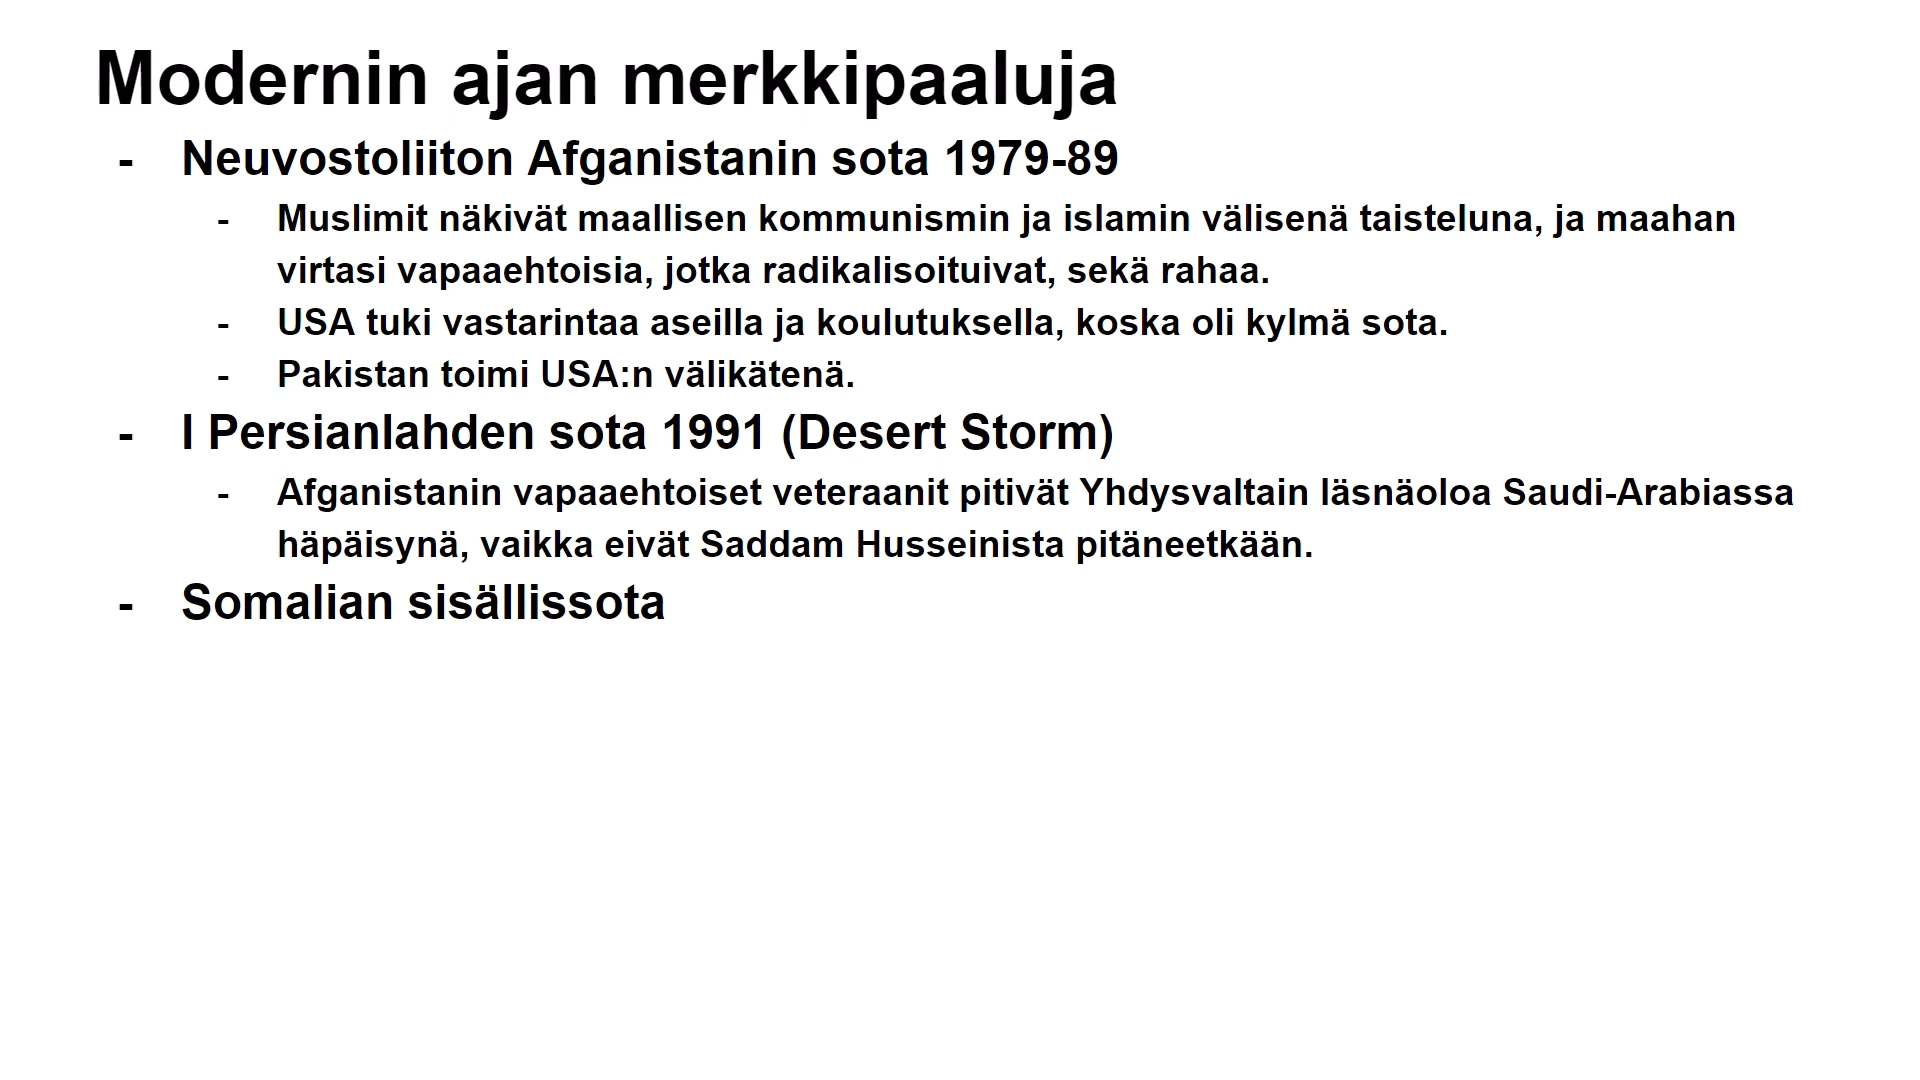 Modernin ajan merkkipaaluja
- Neuvostoliiton Afganistanin sota 1979-89
- Muslimit näkivät maallisen kommunismin ja islamin välisenä taisteluna, ja maahan
virtasi vapaaehtoisia, jotka radikalisoituivat, sekä rahaa.
- USA tuki vastarintaa aseilla ja koulutuksella, koska oli kylmä sota.
- Pakistan toimi USA:n välikätenä.
- I Persianlahden sota 1991 (Desert Storm)
- Afganistanin vapaaehtoiset veteraanit pitivät Yhdysvaltain läsnäoloa Saudi-Arabiassa
häpäisynä, vaikka eivät Saddam Husseinista pitäneetkään.
- Somalian sisällissota